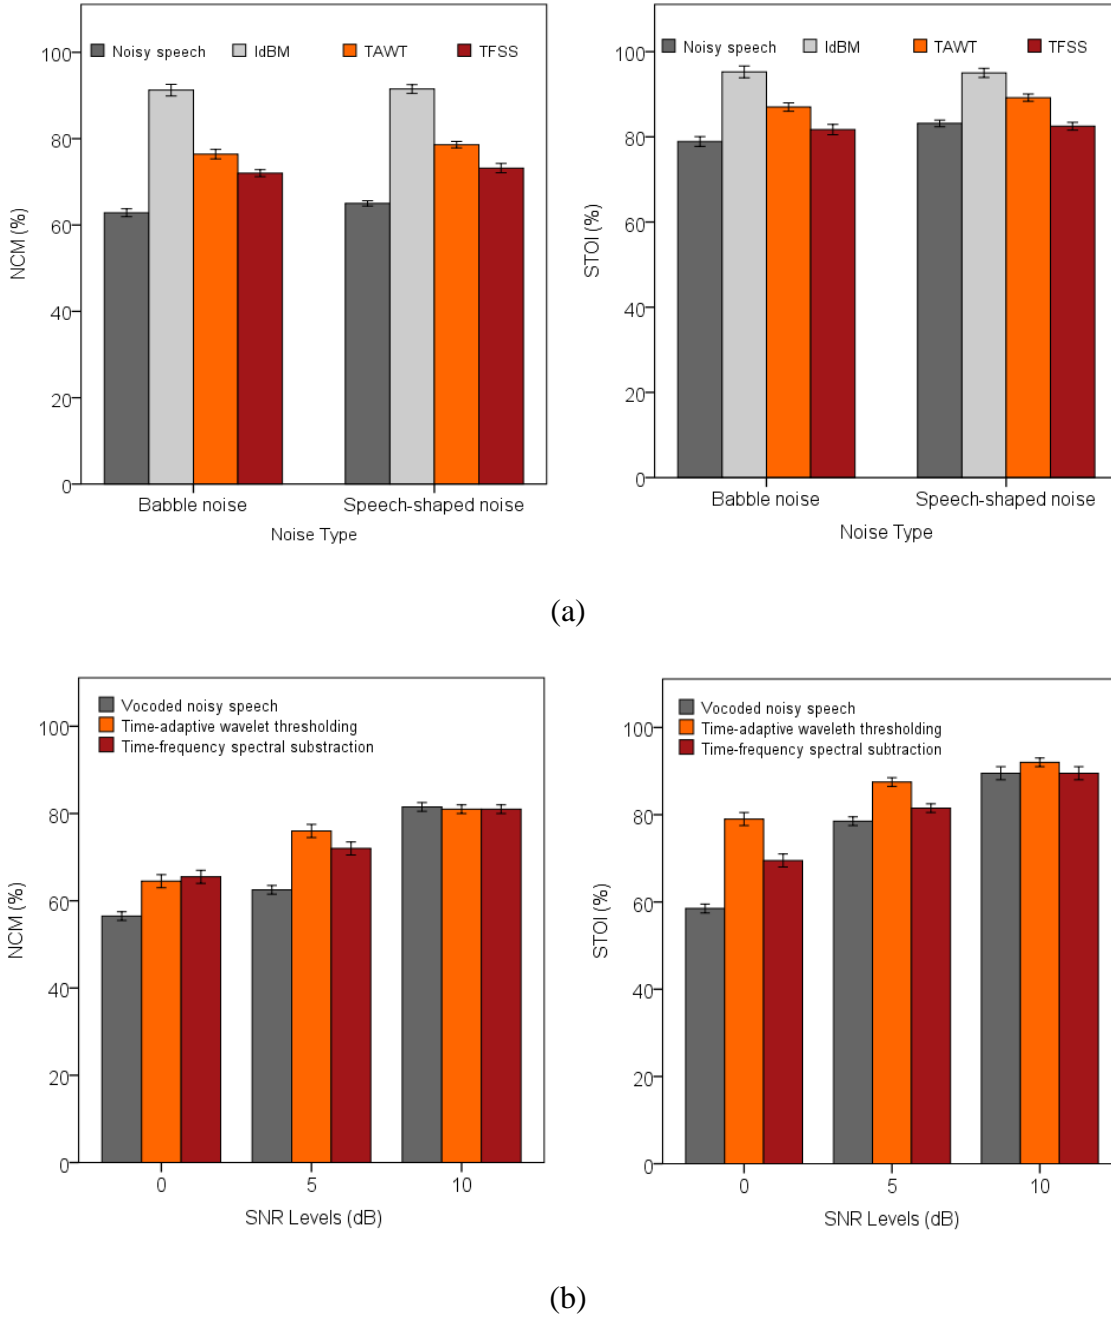 100
80
60
40
20
0
NCM (%)
Noisy speech IdBM TAWT TFSS
Babble noise Speech-shaped noise
Noise Type
100
80
60
40
20
0
STOI (%)
Noisy speech IdBM TAWT TFSS
Babble noise Speech-shaped noise
Noise Type
(a)
100
80
60
40
20
0
NCM (%)
Vocoded noisy speech
Time-adaptive wavelet thresholding
Time-frequency spectral substraction
0 5 10
SNR Levels (dB)
100
80
60
40
20
0
STOI (%)
Vocoded noisy speech
Time-adaptive waveleth thresholding
Time-frequency spectral subtraction
0 5 10
SNR Levels (dB)
(b)